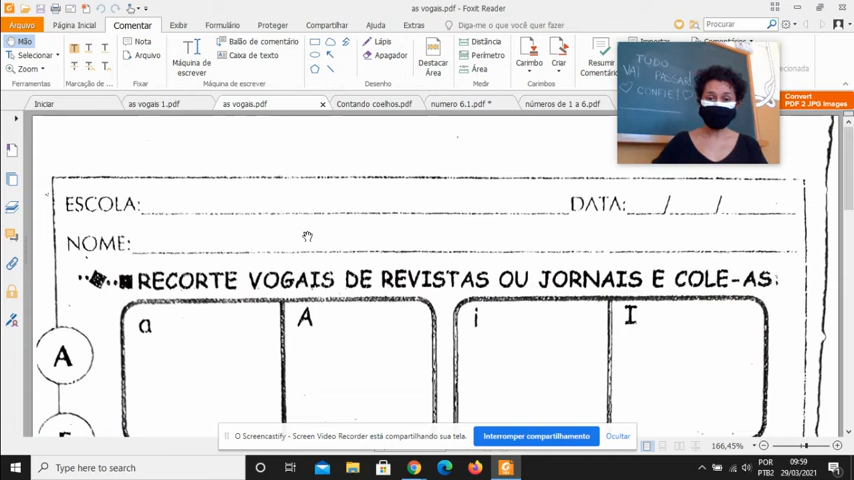 as vogais.pdf - Foxit Reader
Arquivo
Página Inicial
Comentar
Exibir
Formulário
Proteger
Compartilhar
Ajuda
Extras
Diga-me o que quer fazer
Procurar
Mão
Selecionar
Zoom
Ferramentas
Marcação de ...
Nota
Arquivo
Fixar
Máquina de escrever
Balão de comentário
Caixa de texto
Lápis
Apagador
Desenho
Destacar Área
Distância
Perímetro
Área
Medir
Carimbo
Criar
Resumir Comentários
Importar
Comentários
Iniciar
as vogais 1.pdf
as vogais.pdf
Contando coelhos.pdf
numero 6.1.pdf *
números de 1 a 6.pdf
Convert
PDF 2 JPG Images
TUDO
VAI PASSAR!
CONFIE!
ESCOLA:
DATA: / /
NOME:
RECORTE VOGAIS DE REVISTAS OU JORNAIS E COLE-AS:
a A i I
A
O Screencastify - Screen Video Recorder está compartilhando sua tela.
Interromper compartilhamento
Ocultar
166,45%
Type here to search
POR
PTB2
09:59
29/03/2021